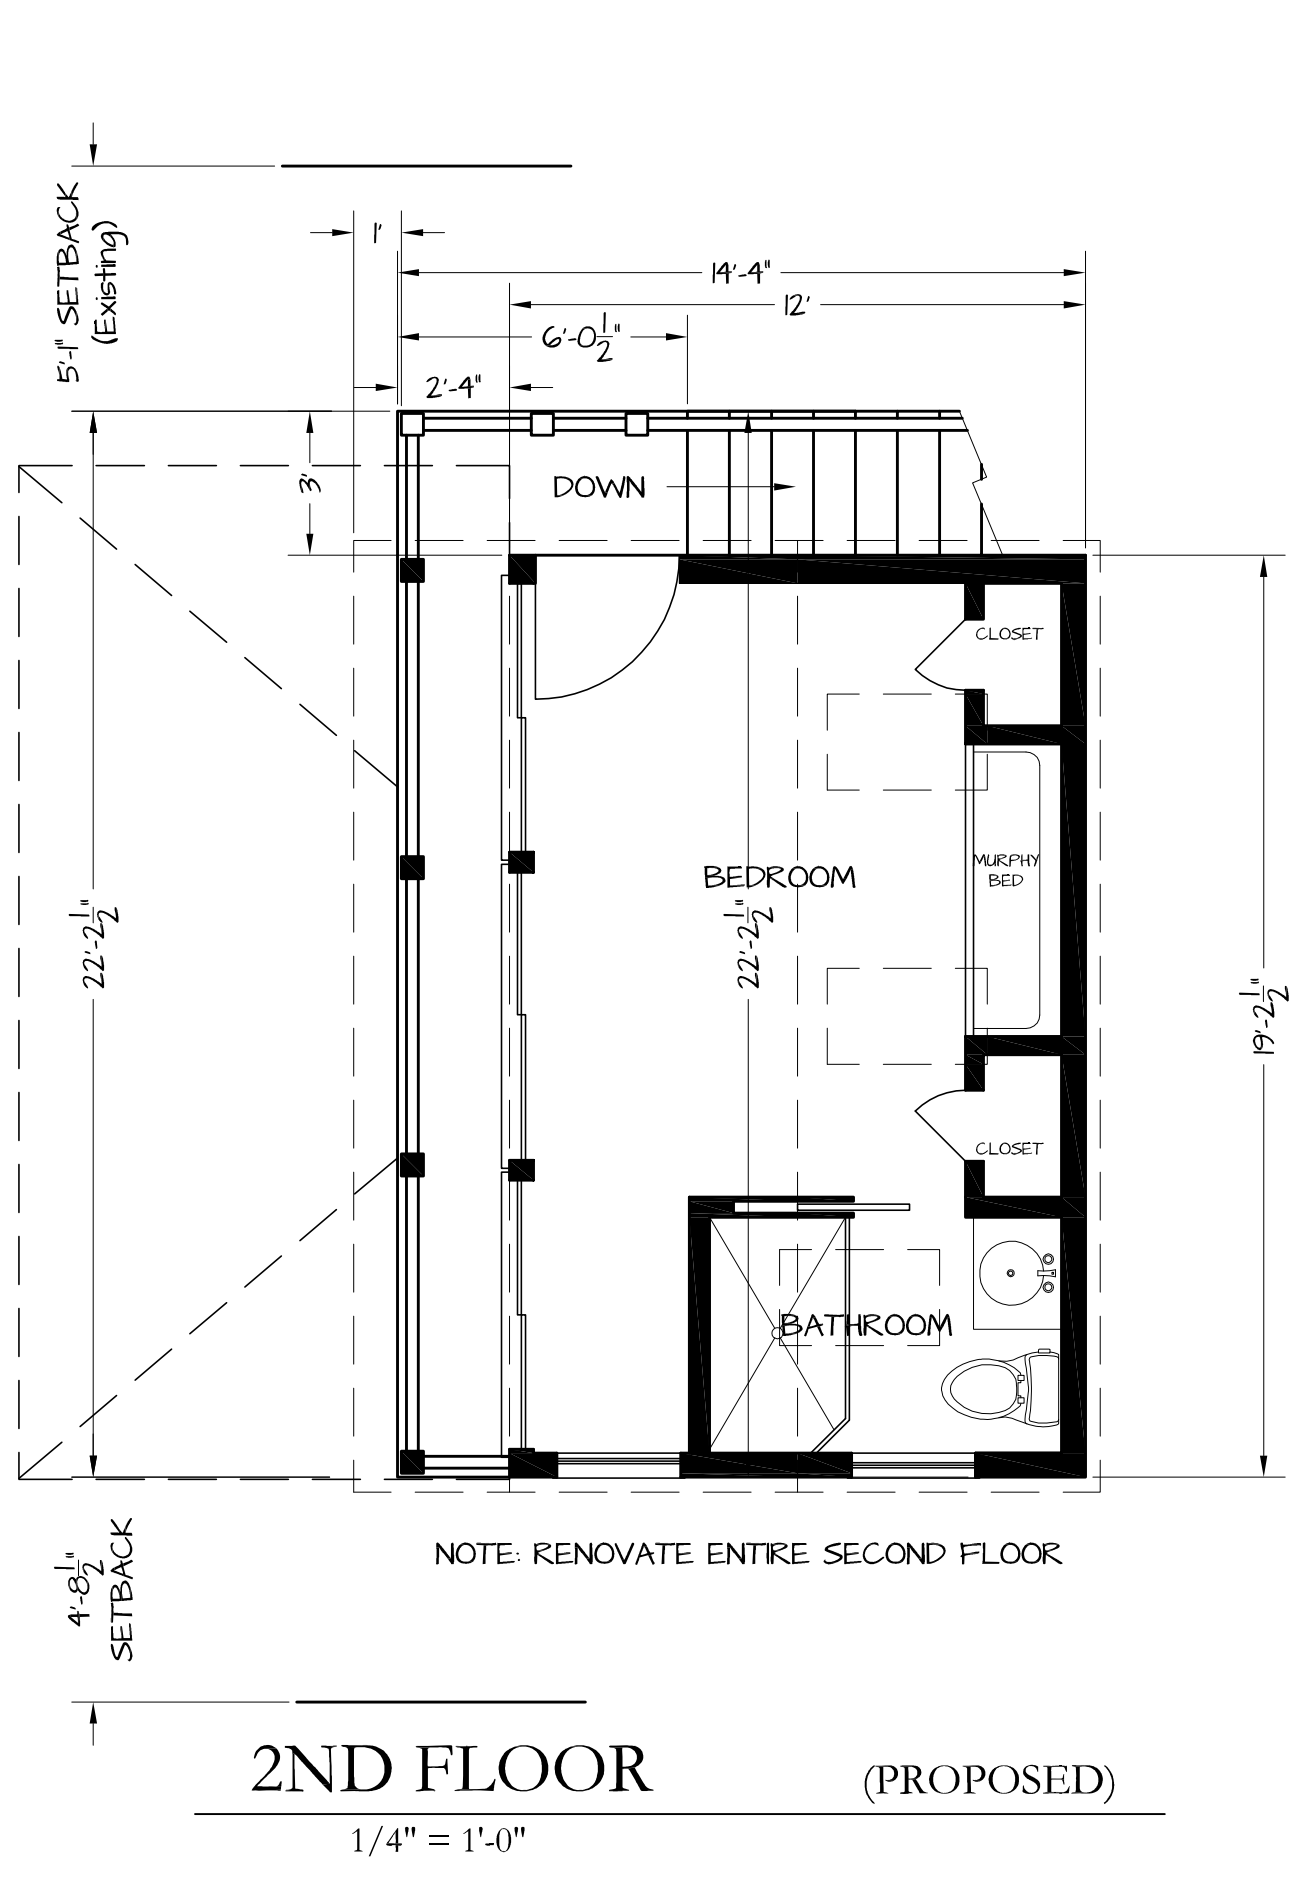 5'-1" SETBACK
(Existing)
1'
14'-4"
12'
6'-0 1/2"
2'-4"
3'
DOWN
CLOSET
BEDROOM
MURPHY
BED
22'-2 1/2"
22'-2 1/2"
19'-2 1/2"
CLOSET
BATHROOM
NOTE: RENOVATE ENTIRE SECOND FLOOR
4'-8 1/2"
SETBACK
2ND FLOOR
(PROPOSED)
1/4" = 1'-0"